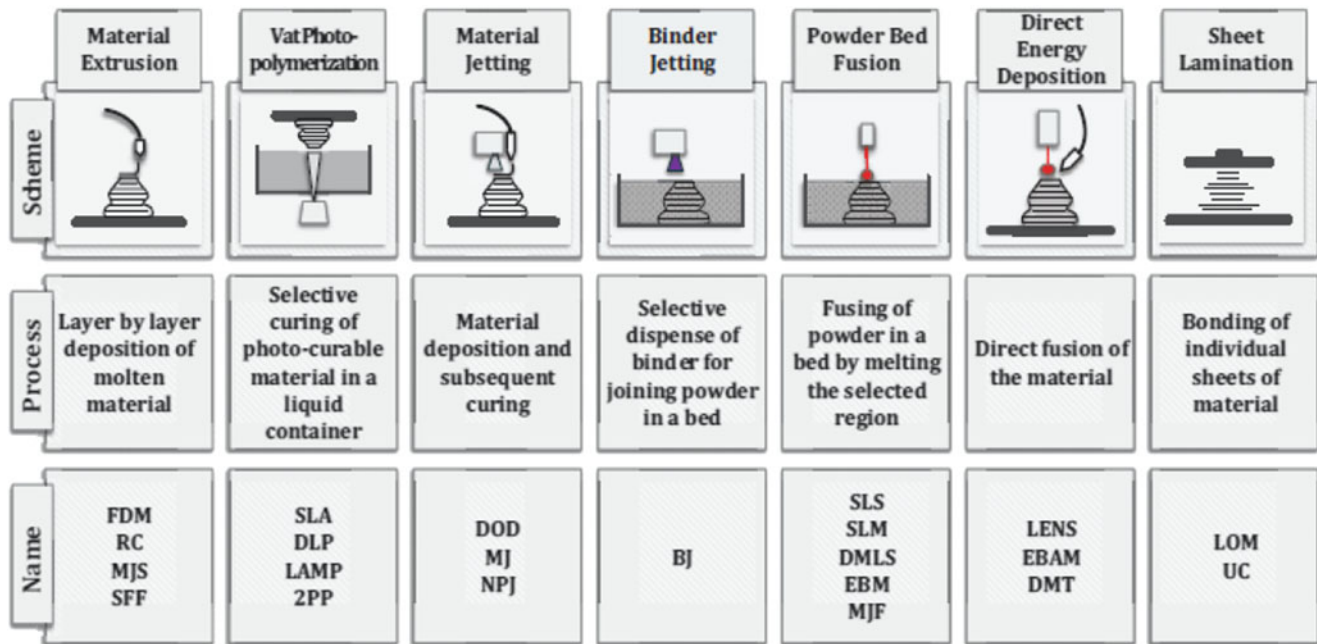 Material
Extrusion
Vat Photo-
polymerization
Material
Jetting
Binder
Jetting
Powder Bed
Fusion
Direct
Energy
Deposition
Sheet
Lamination
Scheme
Process
Layer by layer
deposition of
molten
material
Selective
curing of
photo-curable
material in a
liquid
container
Material
deposition and
subsequent
curing
Selective
dispense of
binder for
joining powder
in a bed
Fusing of
powder in a
bed by melting
the selected
region
Direct fusion of
the material
Bonding of
individual
sheets of
material
Name
FDM
RC
MJS
SFF
SLA
DLP
LAMP
2PP
DOD
MJ
NPJ
BJ
SLS
SLM
DMLS
EBM
MJF
LENS
EBAM
DMT
LOM
UC